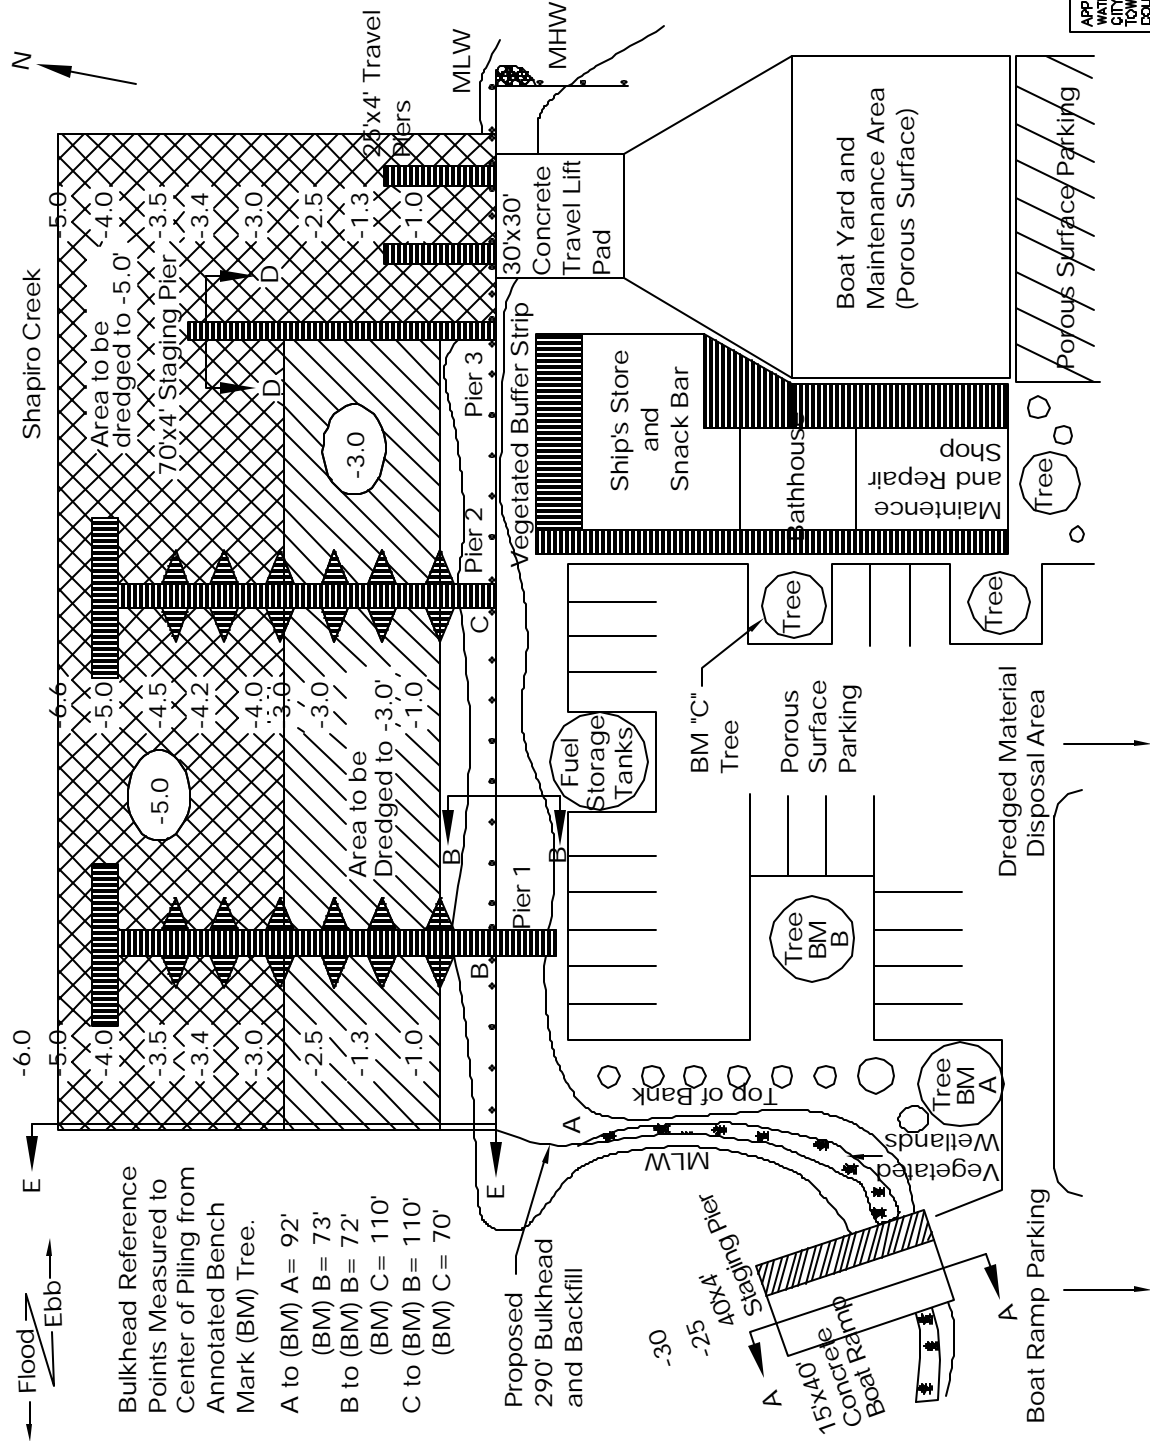 Flood
Ebb
E
Bulkhead Reference
Points Measured to
Center of Piling from
Annotated Bench
Mark (BM) Tree.
A to (BM) A= 92'
(BM) B= 73'
B to (BM) B= 72'
(BM) C= 110'
C to (BM) B= 110'
(BM) C= 70'
Proposed
290' Bulkhead
and Backfill
E
Shapiro Creek
N
-6.0
-5.0
-4.0
-3.5
-3.4
-3.0
-2.5
-1.3
-1.0
-5.0
-6.6
-5.0
-4.5
-4.2
-4.0
-3.0
-3.0
-3.0'
-1.0
Area to be
Dredged to
-3.0
Area to be
dredged to -5.0'
70'x4' Staging Pier
D
D
-5.0
-4.0
-3.5
-3.4
-3.0
-2.5
-1.3
-1.0
25'x4' Travel
Piers
MLW
MHW
A
B
Pier 1
B
B
C
Pier 2
Pier 3
Vegetated Buffer Strip
30'x30'
Concrete
Travel Lift
Pad
Ship's Store
and
Snack Bar
Bathhouse
Maintence
and Repair
Shop
Boat Yard and
Maintenance Area
(Porous Surface)
Porous Surface Parking
Tree
Tree
Tree
BM "C"
Tree
Porous
Surface
Parking
Fuel
Storage
Tanks
Tree
BM
B
Tree
BM
A
Top of Bank
MLW
Vegetated
Wetlands
Dredged Material
Disposal Area
-30
-25
40x4'
Staging Pier
15'x40'
Concrete
Boat Ramp
A
A
Boat Ramp Parking
APP
WAT
CITY
TOW
COU